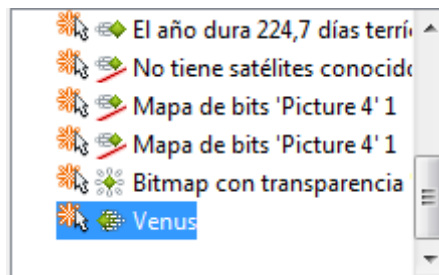 El año dura 224,7 días terrí
No tiene satélites conocido
Mapa de bits 'Picture 4' 1
Mapa de bits 'Picture 4' 1
Bitmap con transparencia
Venus